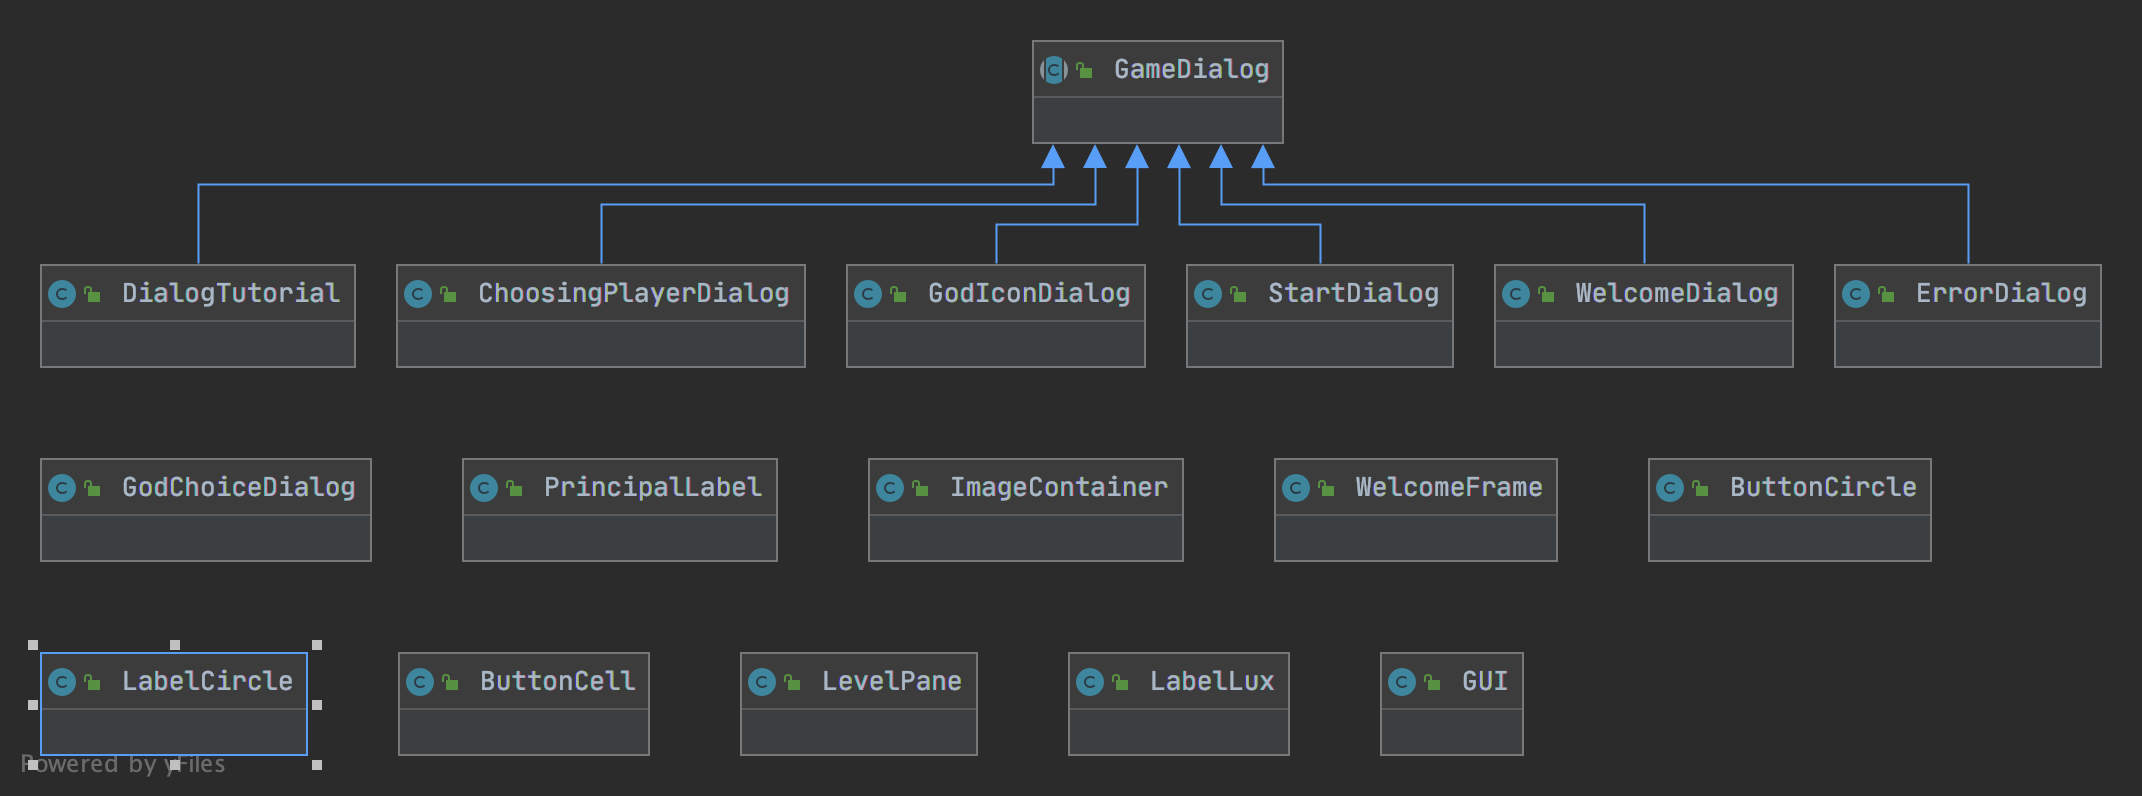 GameDialog
DialogTutorial
ChoosingPlayerDialog
GodIconDialog
StartDialog
WelcomeDialog
ErrorDialog
GodChoiceDialog
PrincipalLabel
ImageContainer
WelcomeFrame
ButtonCircle
LabelCircle
ButtonCell
LevelPane
LabelLux
GUI
Powered by yFiles